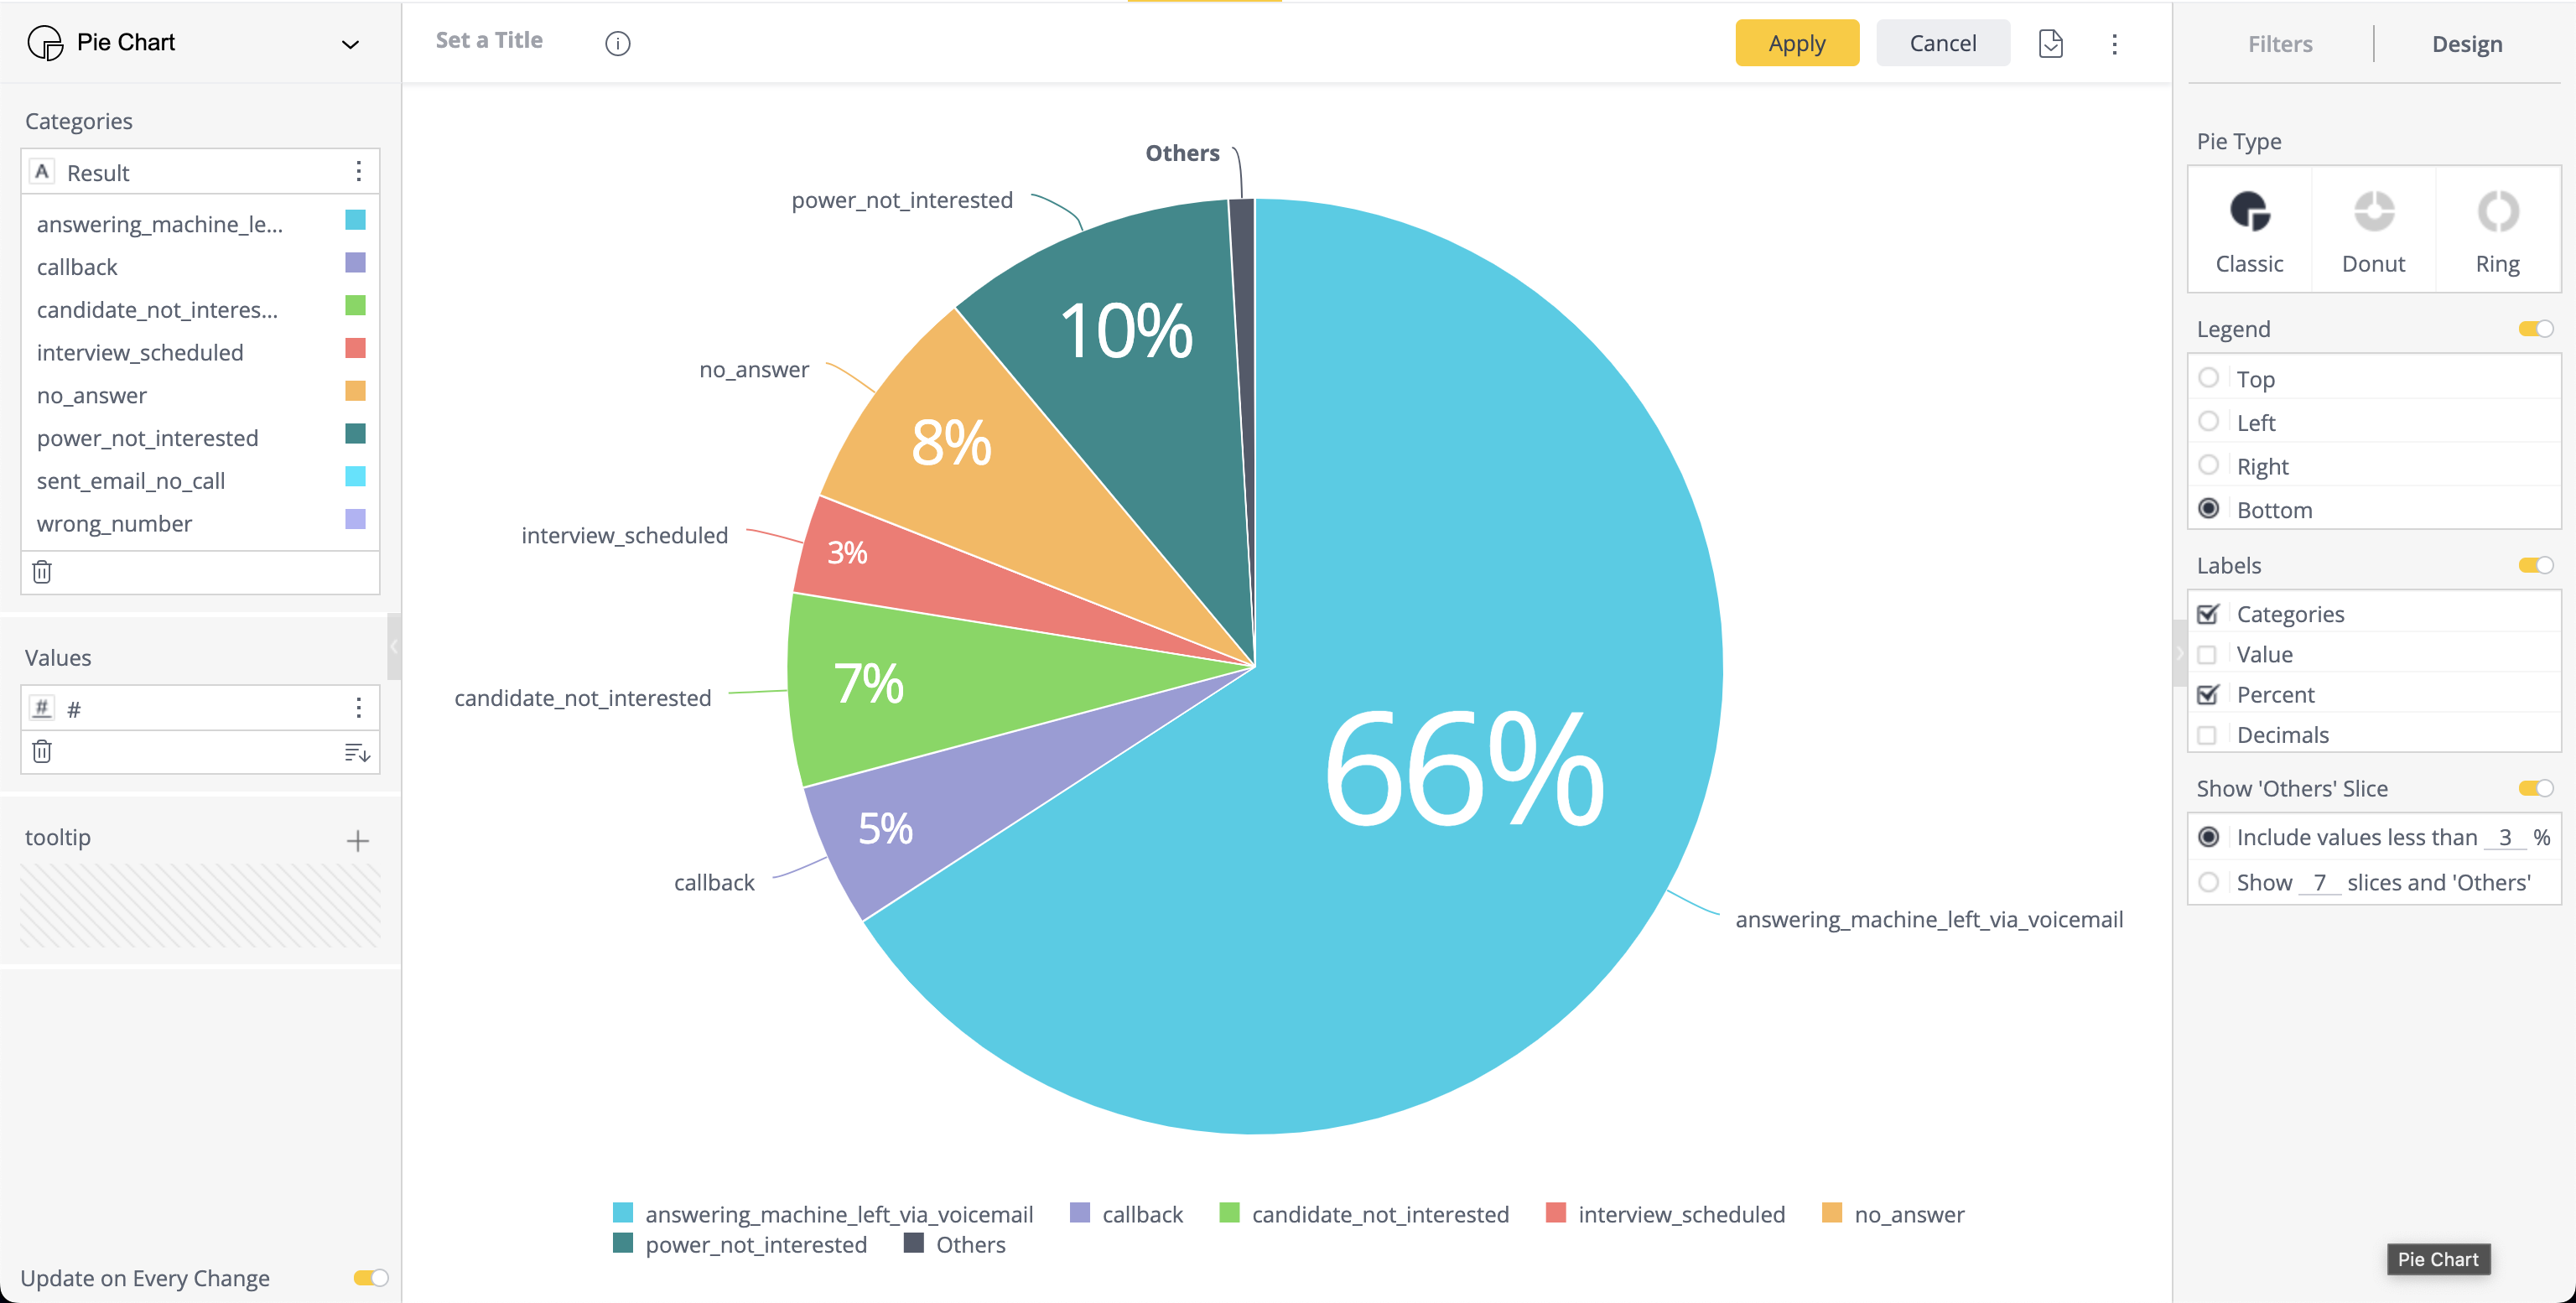 Pie Chart
Set a Title
Apply
Cancel
Filters
Design
Categories
A Result
answering_machine_le...
callback
candidate_not_interes...
interview_scheduled
no_answer
power_not_interested
sent_email_no_call
wrong_number
Values
# #
tooltip
Update on Every Change
Others
power_not_interested
10%
no_answer
8%
interview_scheduled
3%
candidate_not_interested
7%
callback
5%
66%
answering_machine_left_via_voicemail
answering_machine_left_via_voicemail callback candidate_not_interested interview_scheduled no_answer
power_not_interested Others
Pie Type
Classic Donut Ring
Legend
Top
Left
Right
Bottom
Labels
Categories
Value
Percent
Decimals
Show 'Others' Slice
Include values less than 3 %
Show 7 slices and 'Others'
Pie Chart